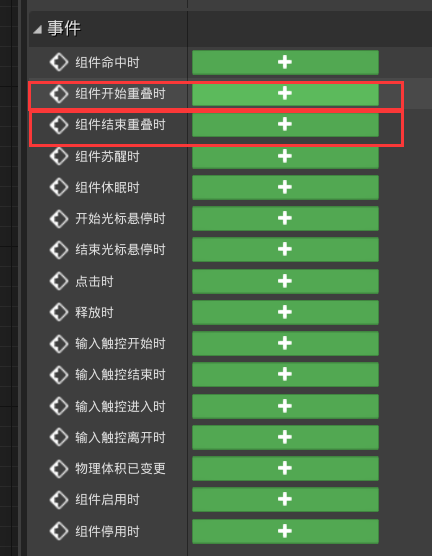 事件
组件命中时
组件开始重叠时
组件结束重叠时
组件苏醒时
组件休眠时
开始光标悬停时
结束光标悬停时
点击时
释放时
输入触控开始时
输入触控结束时
输入触控进入时
输入触控离开时
物理体积已变更
组件启用时
组件停用时